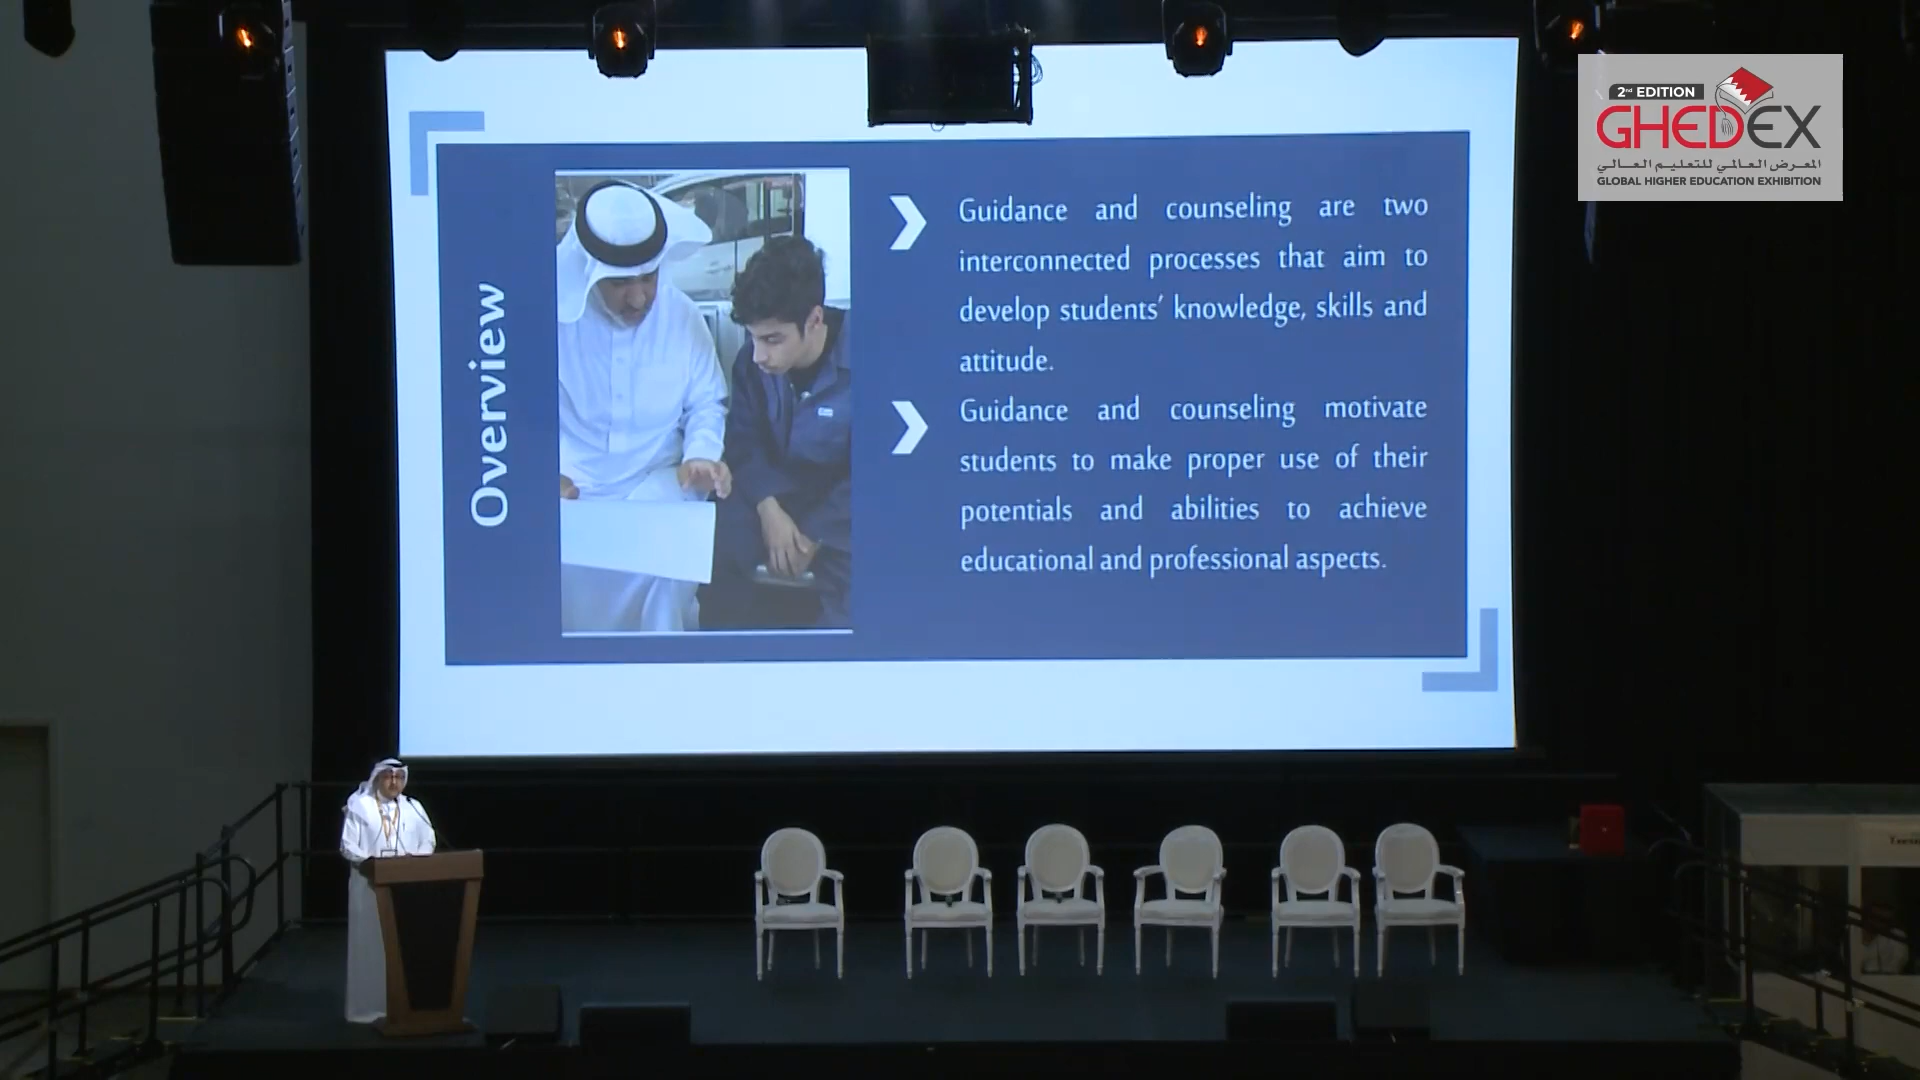 2nd EDITION
GHEDEX
المعرض العالمي للتعليم العالي
GLOBAL HIGHER EDUCATION EXHIBITION
Overview
Guidance and counseling are two
interconnected processes that aim to
develop students' knowledge, skills and
attitude.
Guidance and counseling motivate
students to make proper use of their
potentials and abilities to achieve
educational and professional aspects.